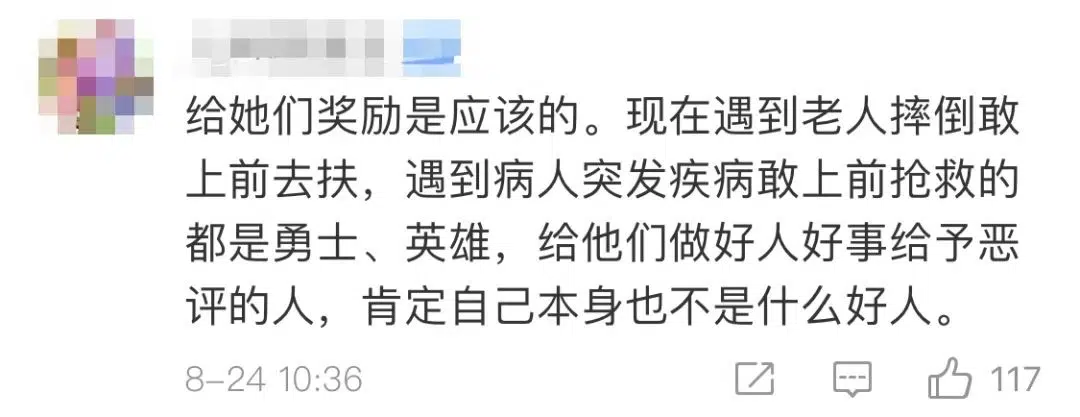 给她们奖励是应该的。现在遇到老人摔倒敢
上前去扶，遇到病人突发疾病敢上前抢救的
都是勇士、英雄，给他们做好人好事给予恶
评的人，肯定自己本身也不是什么好人。
8-24 10:36
117